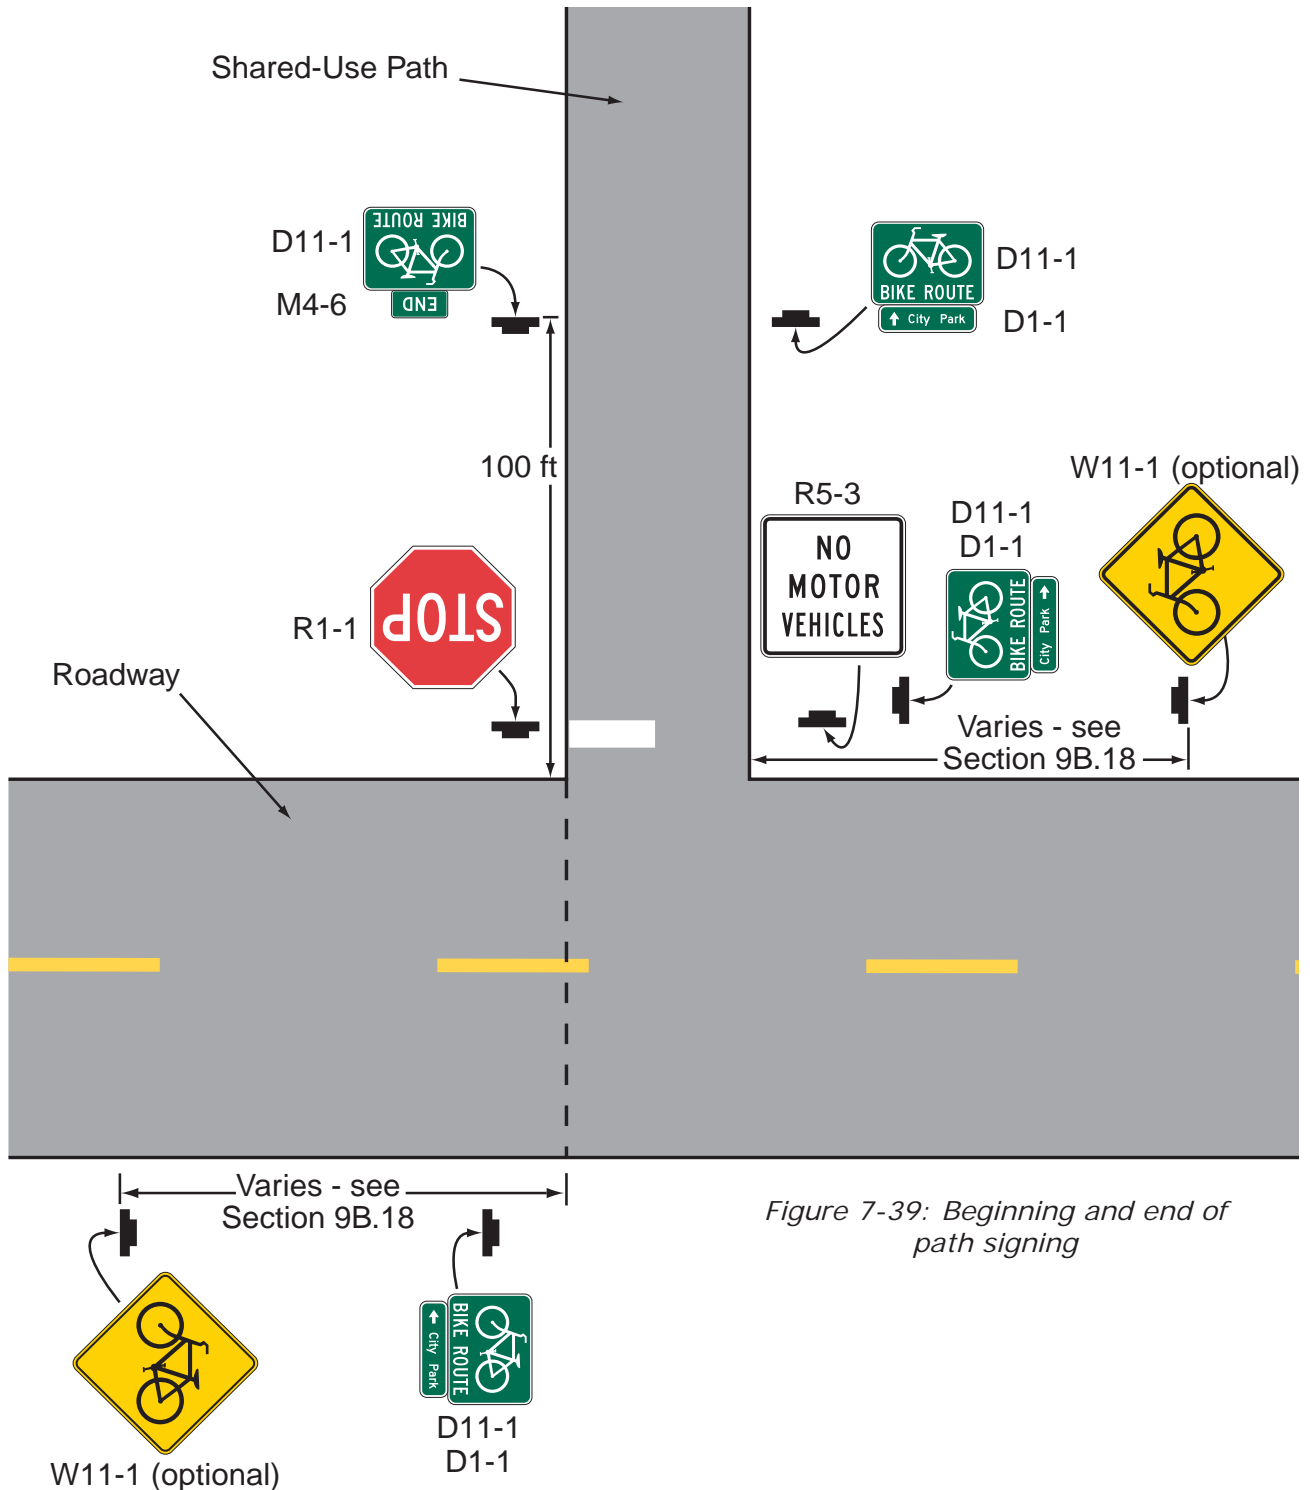 Shared-Use Path
D11-1
BIKE ROUTE
M4-6
END
BIKE ROUTE
D11-1
City Park
D1-1
100 ft
W11-1 (optional)
R5-3
NO
MOTOR
VEHICLES
D11-1
D1-1
BIKE ROUTE
City Park
R1-1
STOP
Roadway
Varies - see
Section 9B.18
Varies - see
Section 9B.18
Figure 7-39: Beginning and end of
path signing
BIKE ROUTE
City Park
D11-1
D1-1
W11-1 (optional)